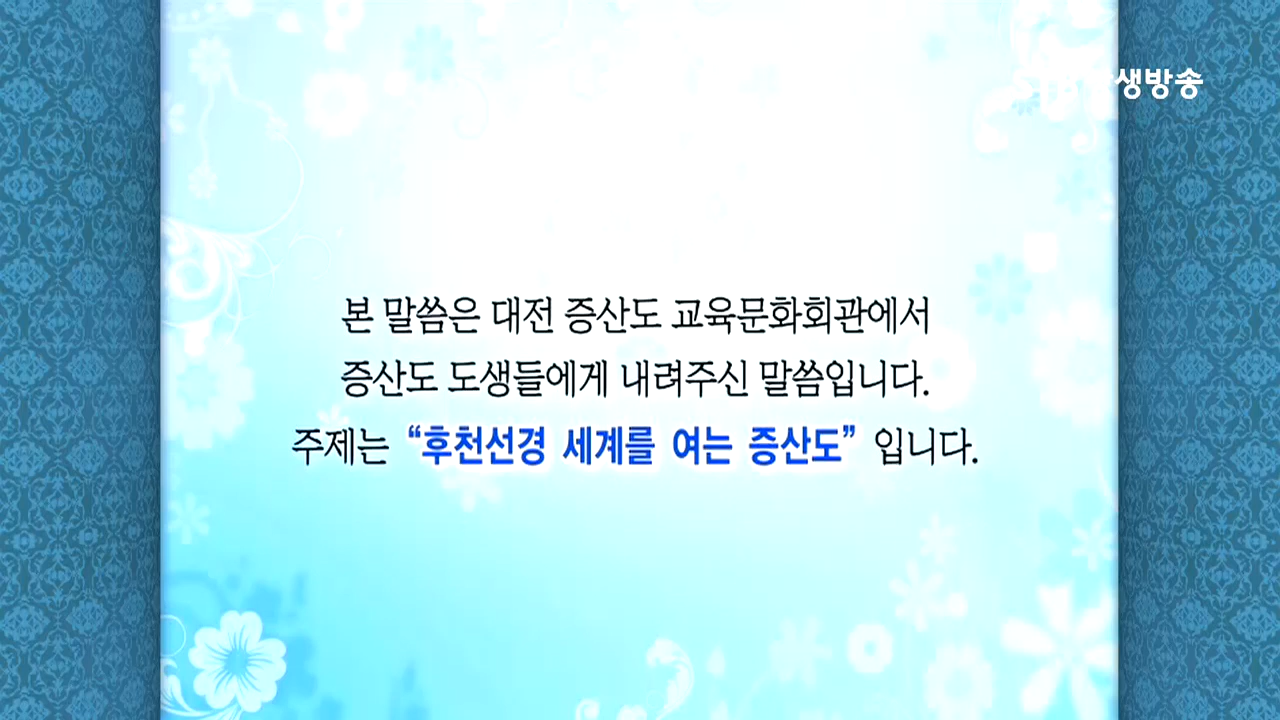 생방송
본 말씀은 대전 증산도 교육문화회관에서
증산도 도생들에게 내려주신 말씀입니다.
주제는 “후천선경 세계를 여는 증산도” 입니다.